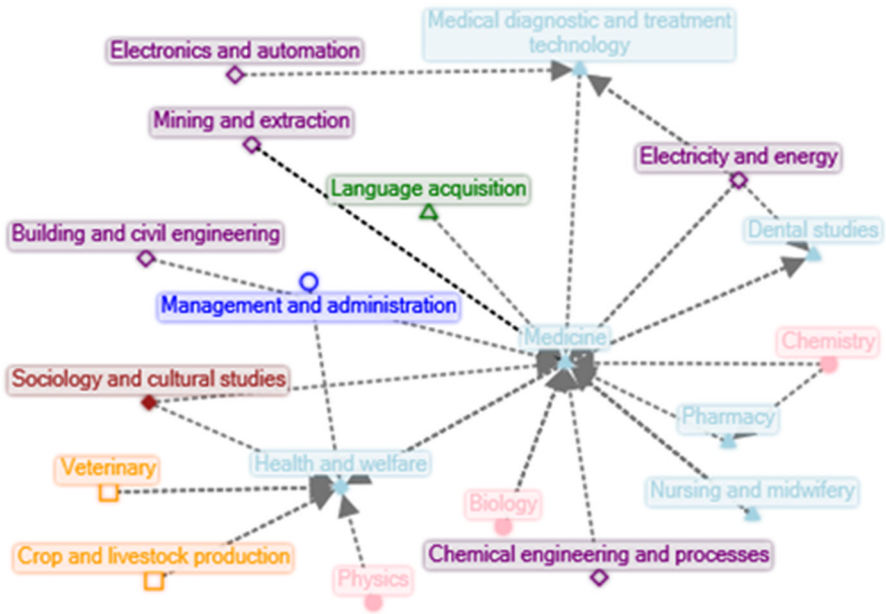 Medical diagnostic and treatment
technology
Electronics and automation
Mining and extraction
Electricity and energy
Language acquisition
Building and civil engineering
Dental studies
Management and administration
Medicine
Chemistry
Sociology and cultural studies
Pharmacy
Veterinary
Health and welfare
Nursing and midwifery
Biology
Crop and livestock production
Chemical engineering and processes
Physics